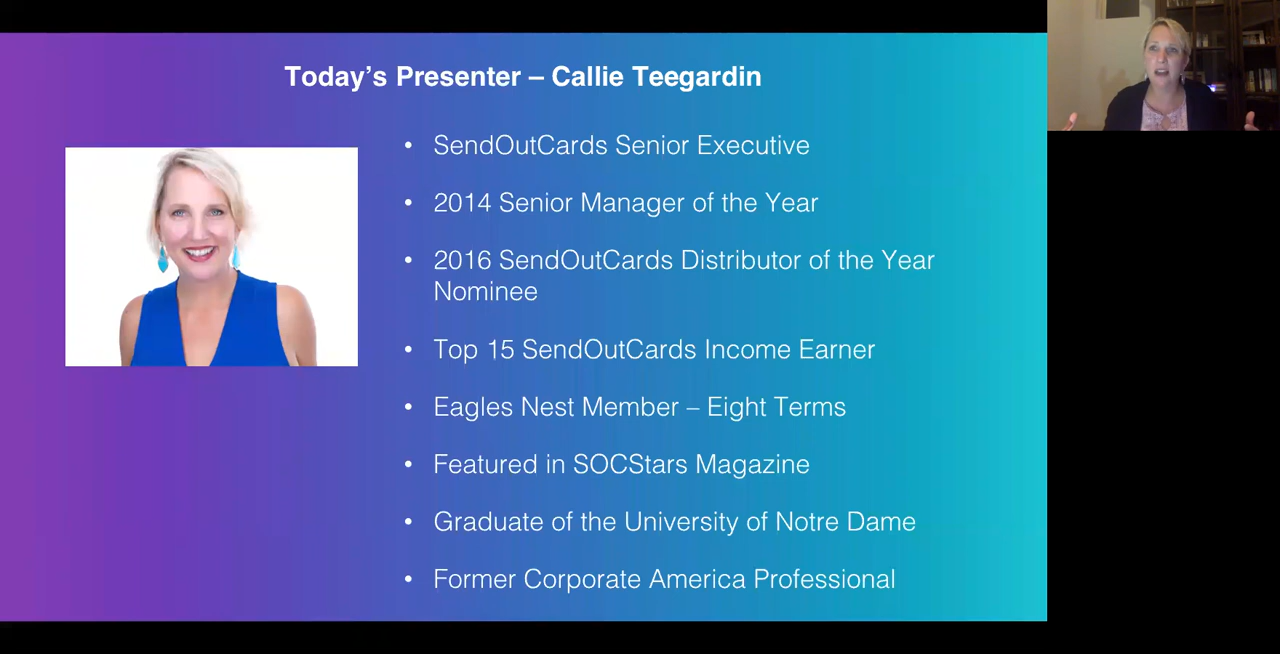 Today’s Presenter – Callie Teegardin
• SendOutCards Senior Executive
• 2014 Senior Manager of the Year
• 2016 SendOutCards Distributor of the Year
Nominee
• Top 15 SendOutCards Income Earner
• Eagles Nest Member – Eight Terms
• Featured in SOCStars Magazine
• Graduate of the University of Notre Dame
• Former Corporate America Professional